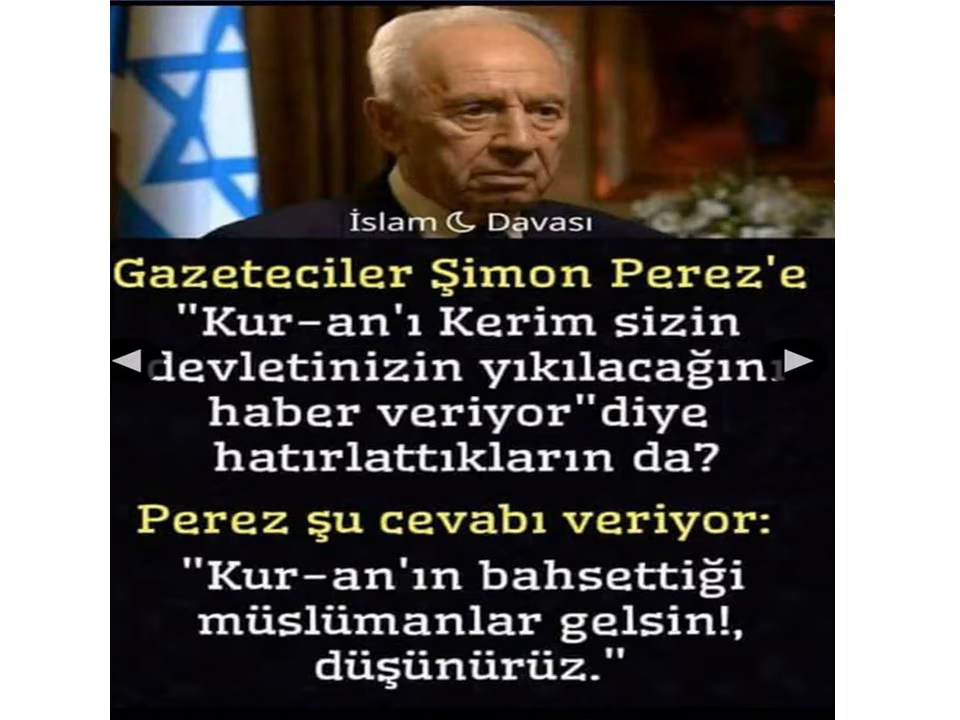 İslam Davası
Gazeteciler Şimon Perez'e
"Kur-an'ı Kerim sizin
devletinizin yıkılacağını
haber veriyor"diye
hatırlattıkların da?
Perez şu cevabı veriyor:
"Kur-an'ın bahsettiği
müslümanlar gelsin!,
düşünürüz."